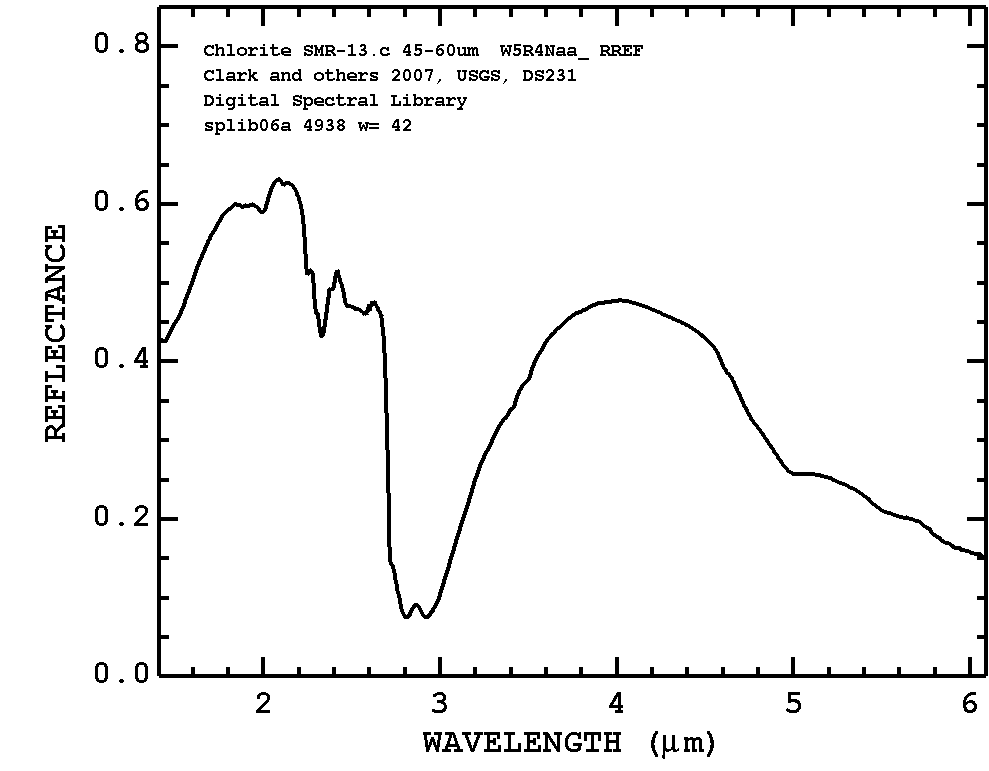 0.8
Chlorite SMR-13.c 45-60um W5R4Naa_ RREF
Clark and others 2007, USGS, DS231
Digital Spectral Library
splib06a 4938 w= 42
0.6
REFLECTANCE
0.4
0.2
0.0
2 3 4 5 6
WAVELENGTH (μm)